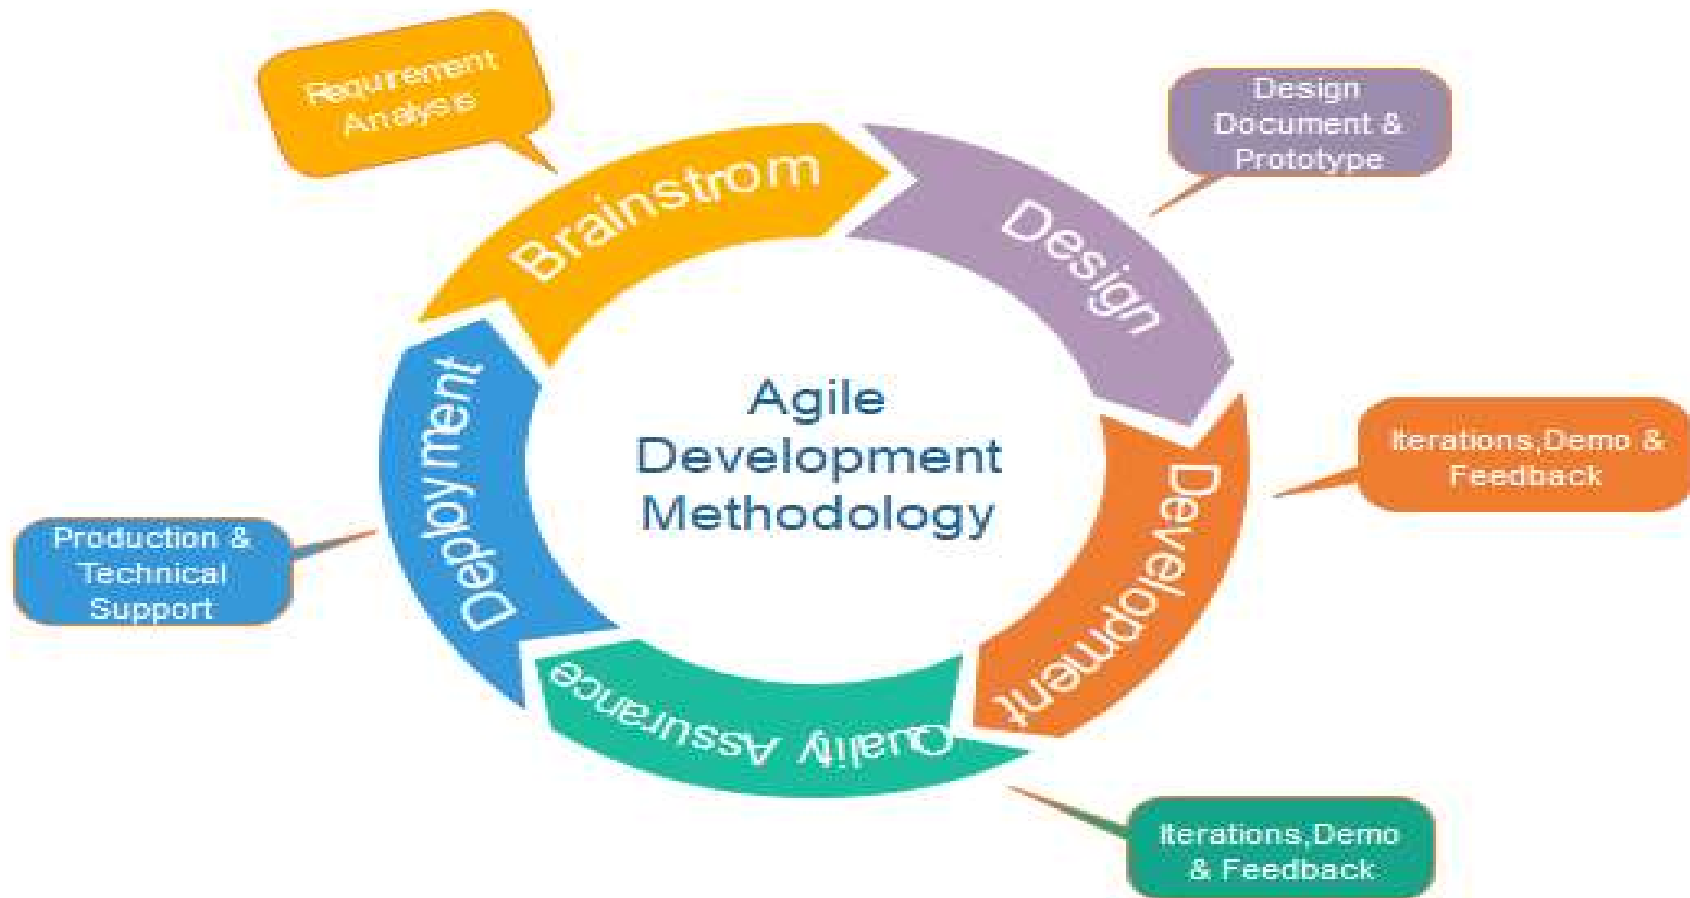 Requirement
Analysis
Brainstrom
Design
Document &
Prototype
Design
Agile
Development
Methodology
Iterations,Demo &
Feedback
Development
Deployment
Production &
Technical
Support
Quality Assurance
Iterations,Demo
& Feedback